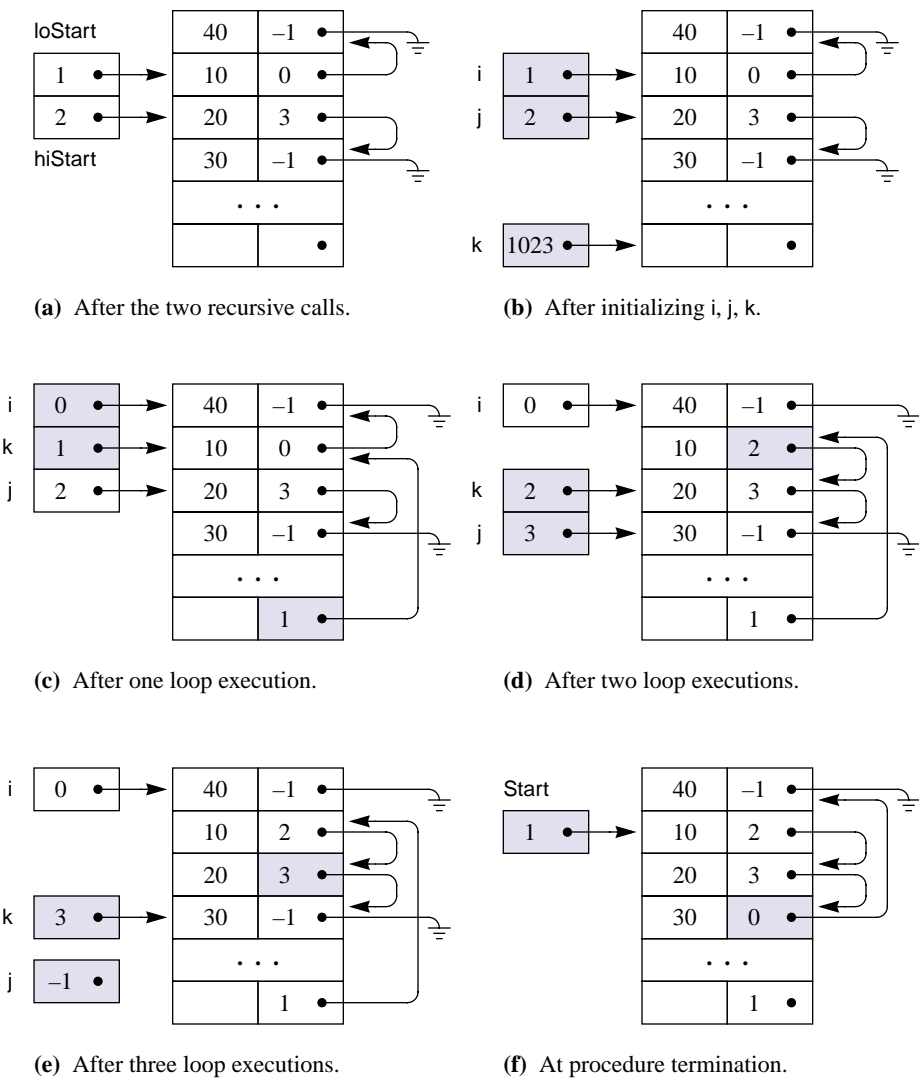 loStart
40 –1
1 10 0
2 20 3
hiStart 30 –1
. . .
(a) After the two recursive calls.
40 –1
i 1 10 0
j 2 20 3
30 –1
. . .
k 1023
(b) After initializing i, j, k.
i 0 40 –1
k 1 10 0
j 2 20 3
30 –1
. . .
1
(c) After one loop execution.
i 0 40 –1
10 2
k 2 20 3
j 3 30 –1
. . .
1
(d) After two loop executions.
i 0 40 –1
10 2
20 3
k 3 30 –1
. . .
j –1
1
(e) After three loop executions.
Start 40 –1
1 10 2
20 3
30 0
. . .
1
(f) At procedure termination.